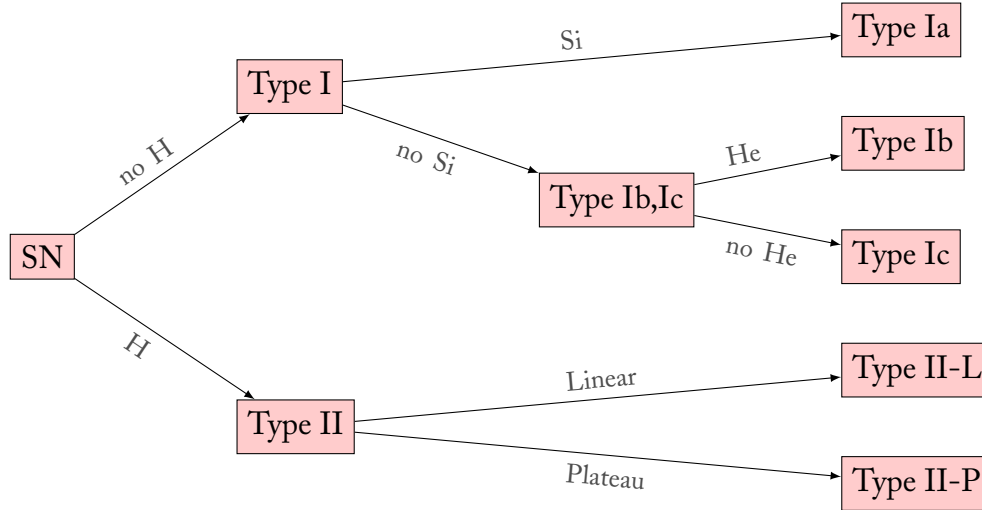 Si
Type Ia
Type I
no H
no Si
He
Type Ib
Type Ib,Ic
no He
Type Ic
SN
H
Linear
Type II-L
Type II
Plateau
Type II-P